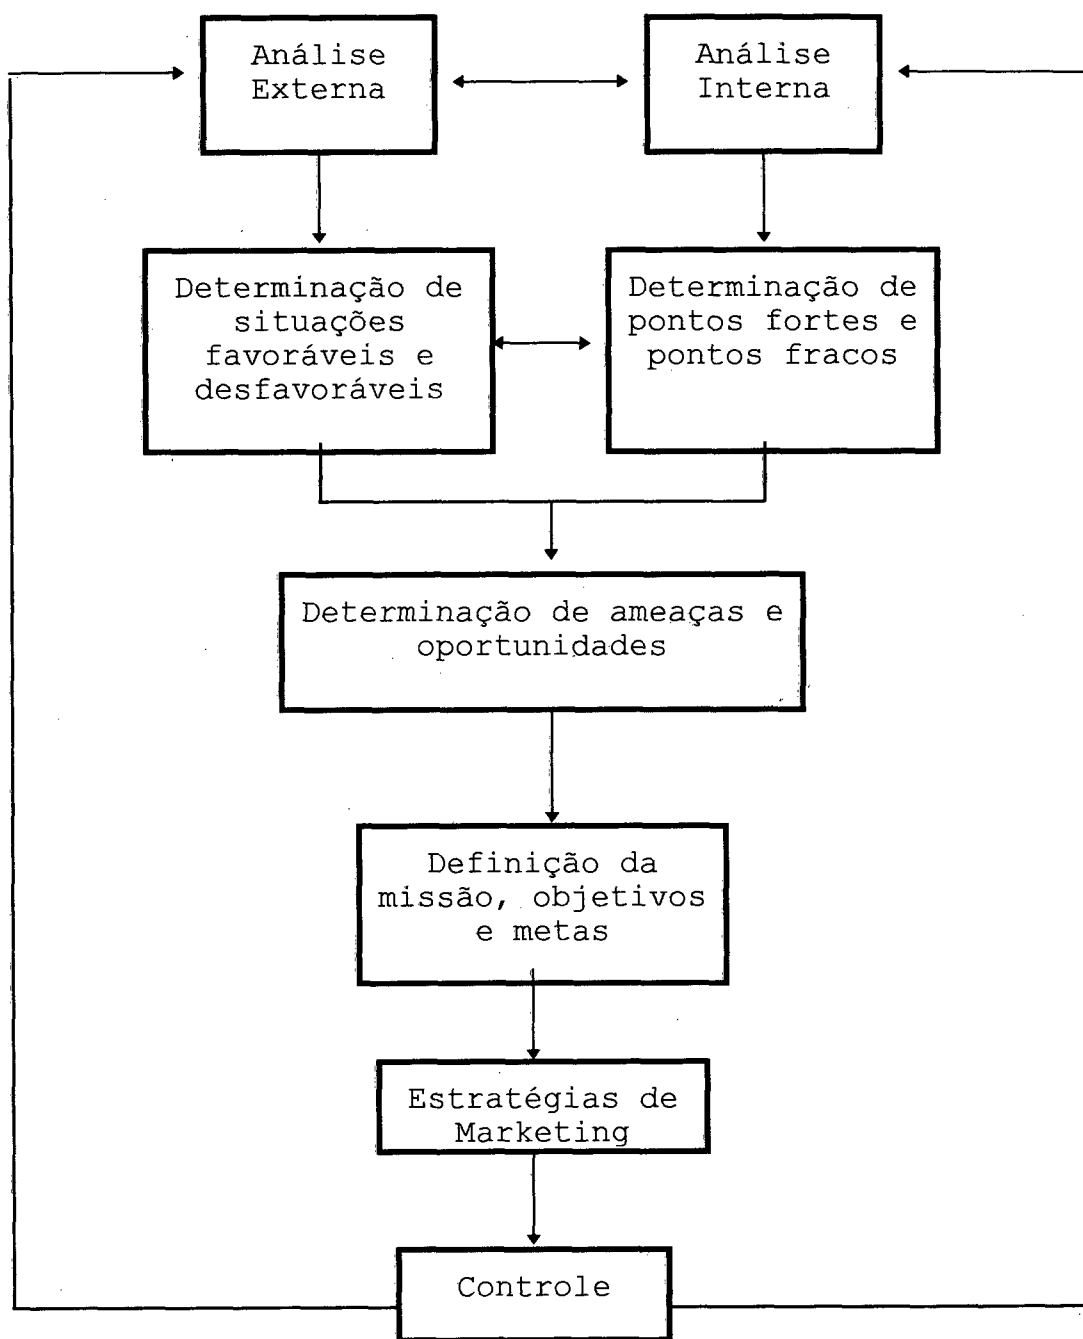 Análise
Externa
Análise
Interna
Determinação de
situações
favoráveis e
desfavoráveis
Determinação de
pontos fortes e
pontos fracos
Determinação de ameaças e
oportunidades
Definição da
missão, objetivos
e metas
Estratégias de
Marketing
Controle